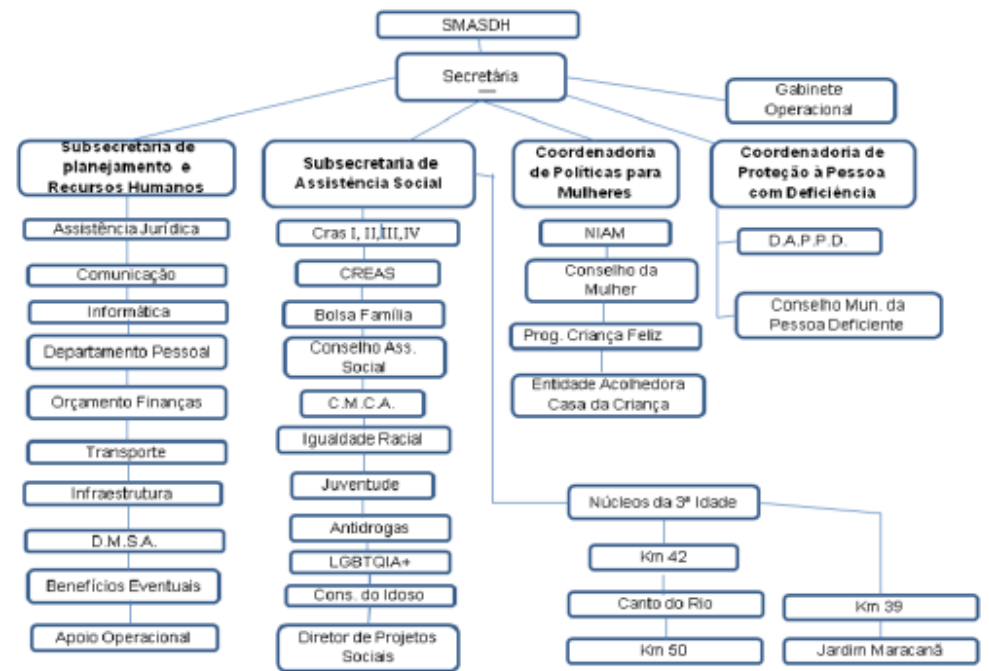 SMASDH
Secretária
Gabinete
Operacional
Subsecretaria de
planejamento e
Recursos Humanos
Assistência Jurídica
Comunicação
Informática
Departamento Pessoal
Orçamento Finanças
Transporte
Infraestrutura
D.M.S.A.
Benefícios Eventuais
Apoio Operacional
Subsecretaria de
Assistência Social
Cras I, II,III,IV
CREAS
Bolsa Família
Conselho Ass.
Social
C.M.C.A.
Igualdade Racial
Juventude
Antidrogas
LGBTQIA+
Cons. do Idoso
Diretor de Projetos
Sociais
Coordenadoria
de Políticas para
Mulheres
NIAM
Conselho da
Mulher
Prog. Criança Feliz
Entidade Acolhedora
Casa da Criança
Coordenadoria de
Proteção à Pessoa
com Deficiência
D.A.P.P.D.
Conselho Mun. da
Pessoa Deficiente
Núcleos da 3ª Idade
Km 42
Canto do Rio
Km 50
Km 39
Jardim Maracanã